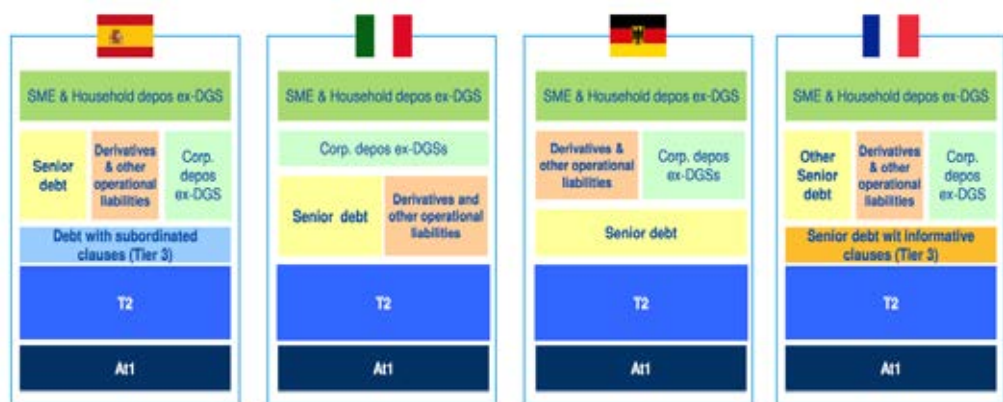 SME & Household depos ex-DGS
Senior
debt
Derivatives
& other
operational
liabilities
Corp.
depos
ex-DGS
Debt with subordinated
clauses (Tier 3)
T2
At1
SME & Household depos ex-DGS
Corp. depos ex-DGSs
Senior debt
Derivatives and
other operational
liabilities
T2
At1
SME & Household depos ex-DGS
Derivatives &
other operational
liabilities
Corp. depos
ex-DGSs
Senior debt
T2
At1
SME & Household depos ex-DGS
Other
Senior
debt
Derivatives
& other
operational
liabilities
Corp.
depos
ex-DGS
Senior debt wit informative
clauses (Tier 3)
T2
At1